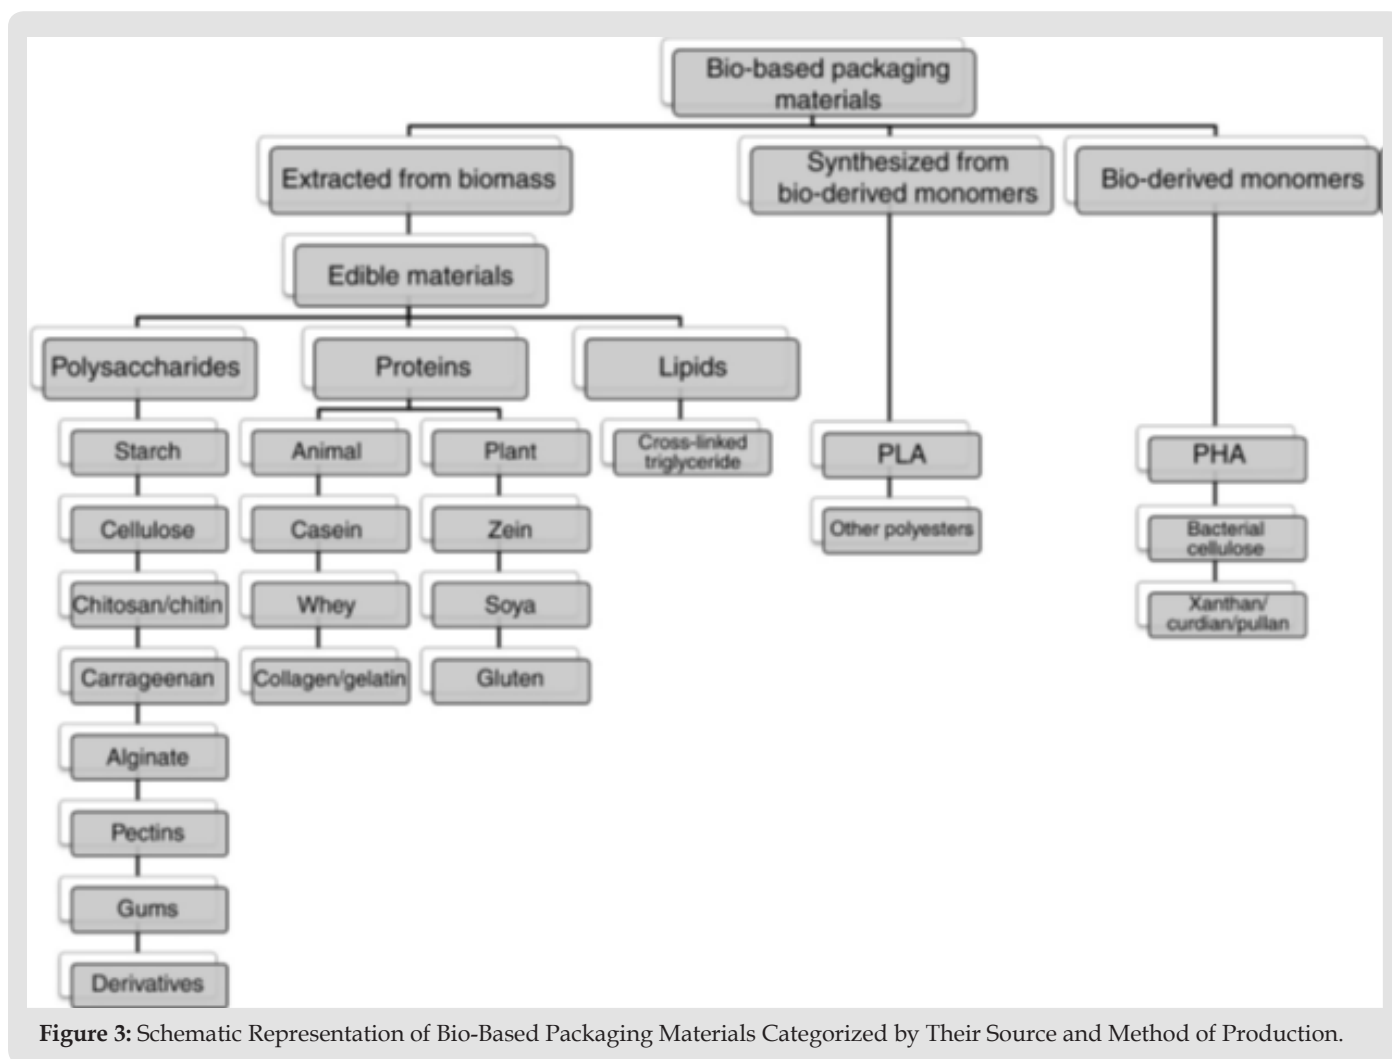 Bio-based packaging
materials
Extracted from biomass
Synthesized from
bio-derived monomers
Bio-derived monomers
Edible materials
Polysaccharides
Proteins
Lipids
Starch
Animal
Plant
Cross-linked
triglyceride
PLA
PHA
Cellulose
Casein
Zein
Other polyesters
Bacterial
cellulose
Chitosan/chitin
Whey
Soya
Xanthan/
curdian/pullan
Carrageenan
Collagen/gelatin
Gluten
Alginate
Pectins
Gums
Derivatives
Figure 3: Schematic Representation of Bio-Based Packaging Materials Categorized by Their Source and Method of Production.